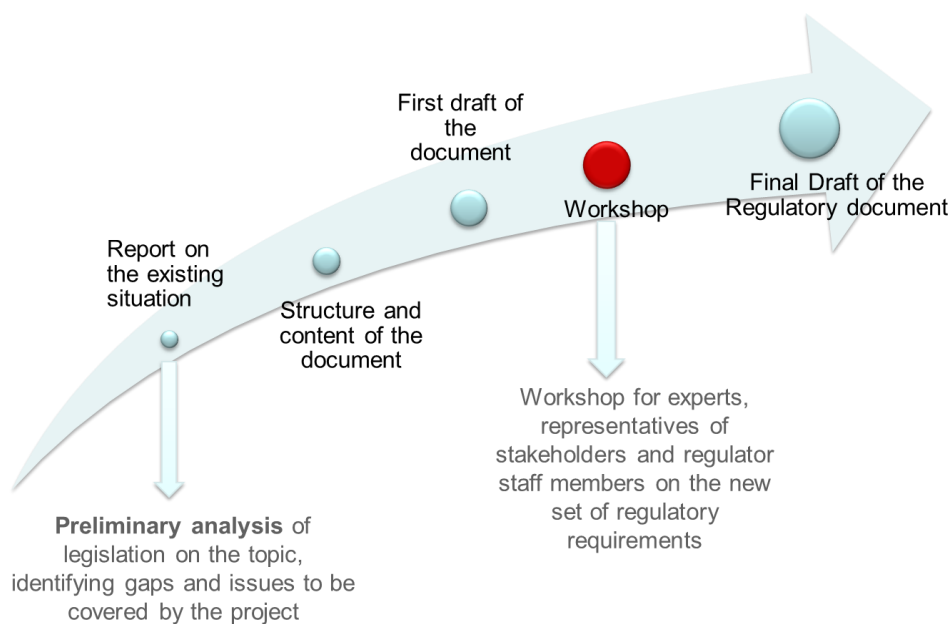 First draft of
the
document
Final Draft of the
Regulatory document
Workshop
Report on
the existing
situation
Structure and
content of the
document
Workshop for experts,
representatives of
stakeholders and regulator
staff members on the new
set of regulatory
requirements
Preliminary analysis of
legislation on the topic,
identifying gaps and issues to be
covered by the project